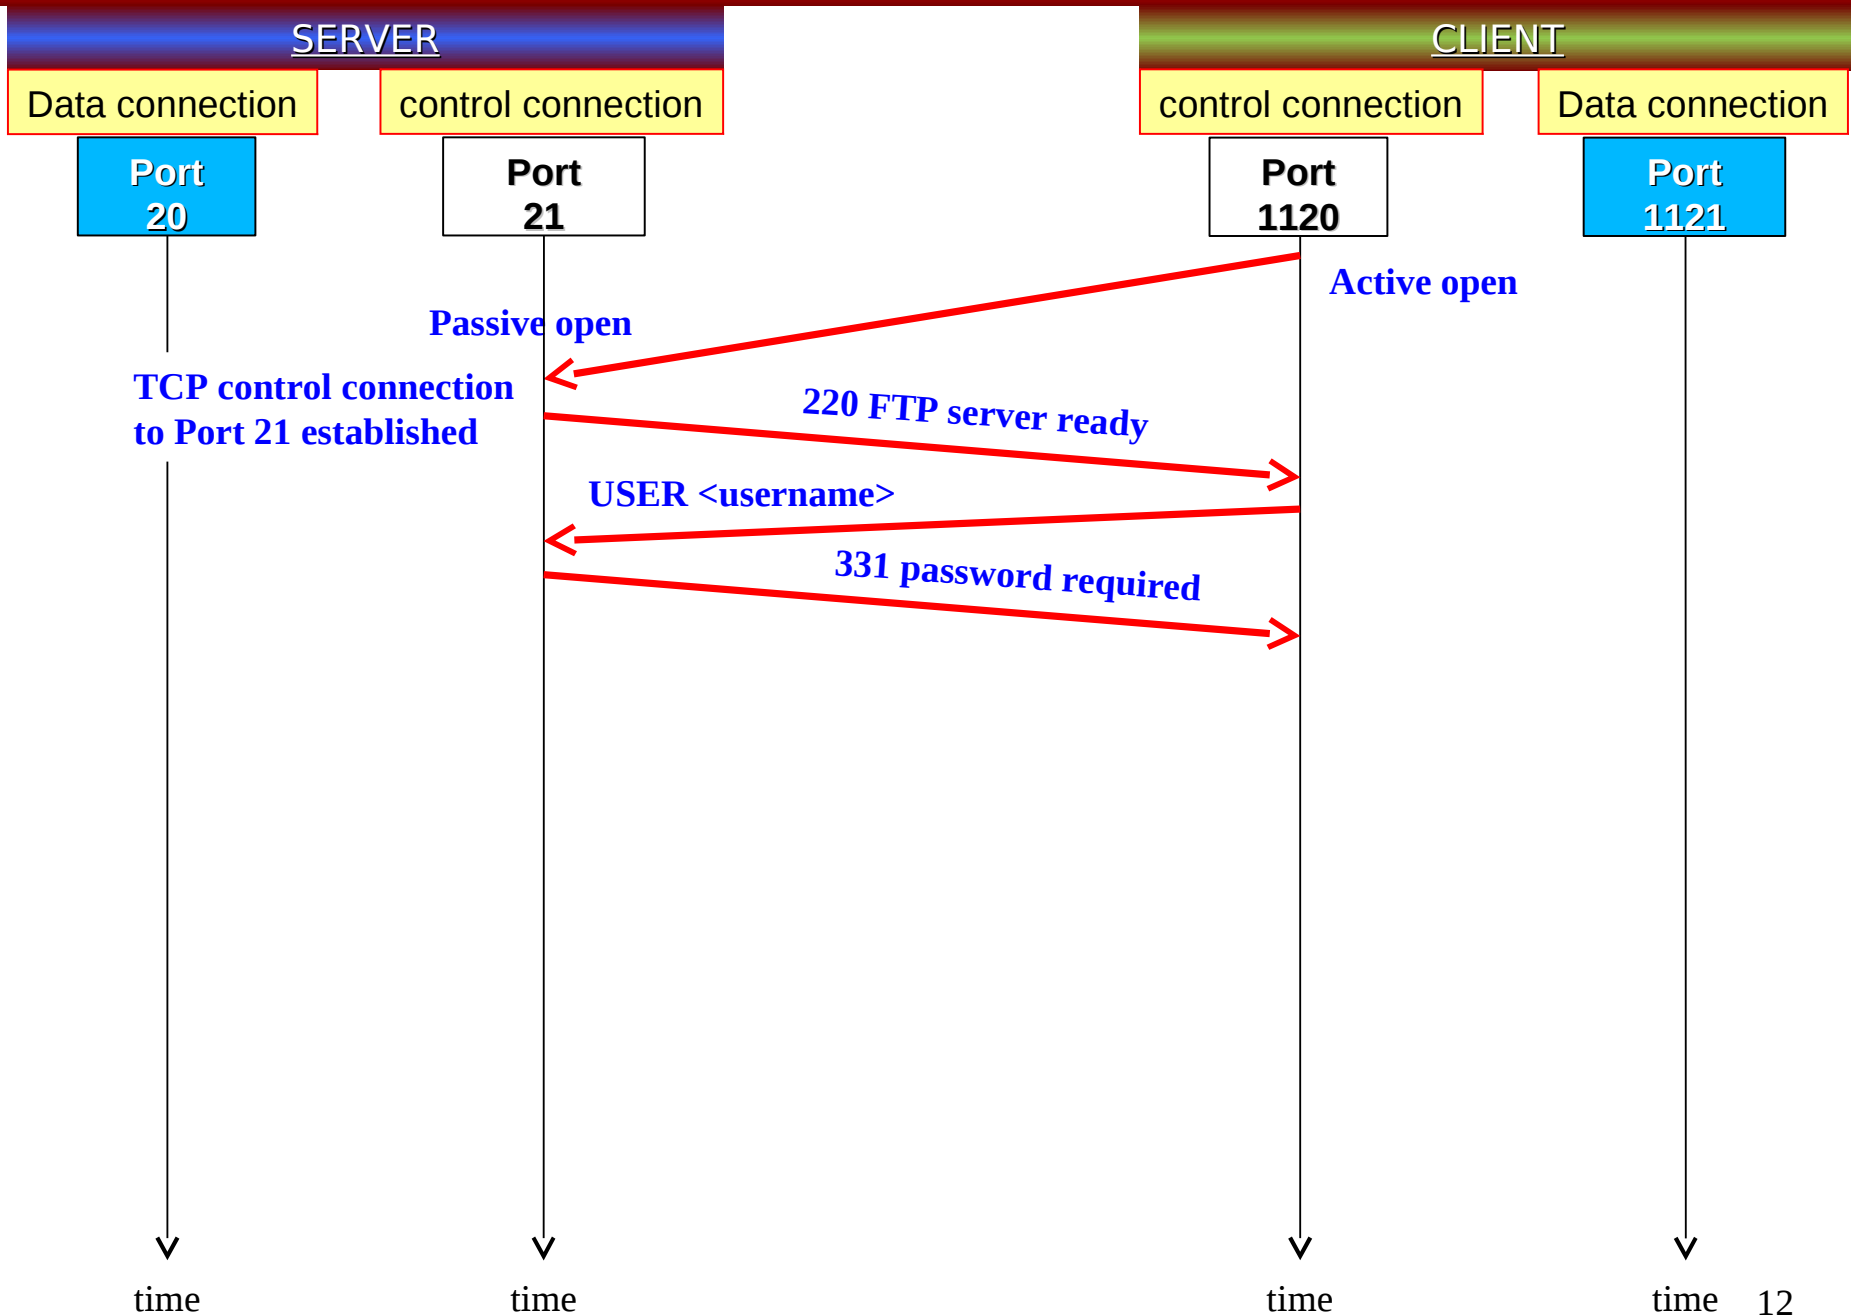 SERVER
CLIENT
Data connection
control connection
control connection
Data connection
Port
20
Port
21
Port
1120
Port
1121
Active open
Passive open
TCP control connection
to Port 21 established
220 FTP server ready
USER <username>
331 password required
time
time
time
time
12